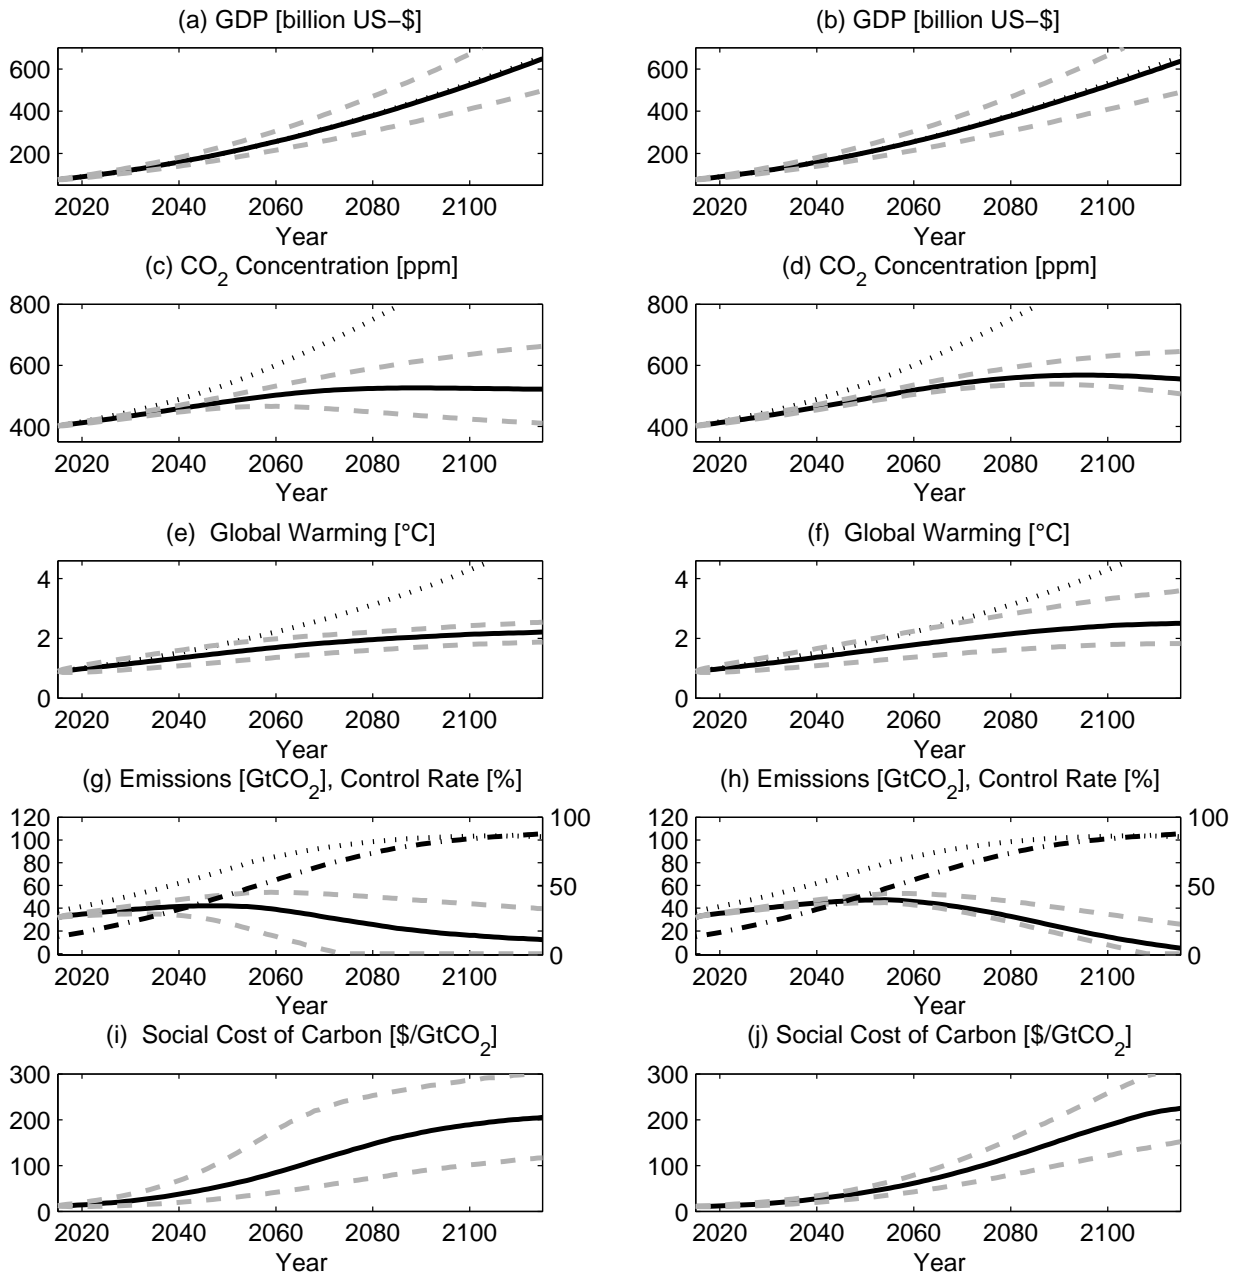 (a) GDP [billion US−$]
600
400
200
2020 2040 2060 2080 2100
Year
(b) GDP [billion US−$]
600
400
200
2020 2040 2060 2080 2100
Year
(c) CO2 Concentration [ppm]
800
600
400
2020 2040 2060 2080 2100
Year
(d) CO2 Concentration [ppm]
800
600
400
2020 2040 2060 2080 2100
Year
(e) Global Warming [°C]
4
2
0
2020 2040 2060 2080 2100
Year
(f) Global Warming [°C]
4
2
0
2020 2040 2060 2080 2100
Year
(g) Emissions [GtCO2], Control Rate [%]
120 100
100
80
60 50
40
20
0 0
2020 2040 2060 2080 2100
Year
(h) Emissions [GtCO2], Control Rate [%]
120 100
100
80
60 50
40
20
0 0
2020 2040 2060 2080 2100
Year
(i) Social Cost of Carbon [$/GtCO2]
300
200
100
0
2020 2040 2060 2080 2100
Year
(j) Social Cost of Carbon [$/GtCO2]
300
200
100
0
2020 2040 2060 2080 2100
Year